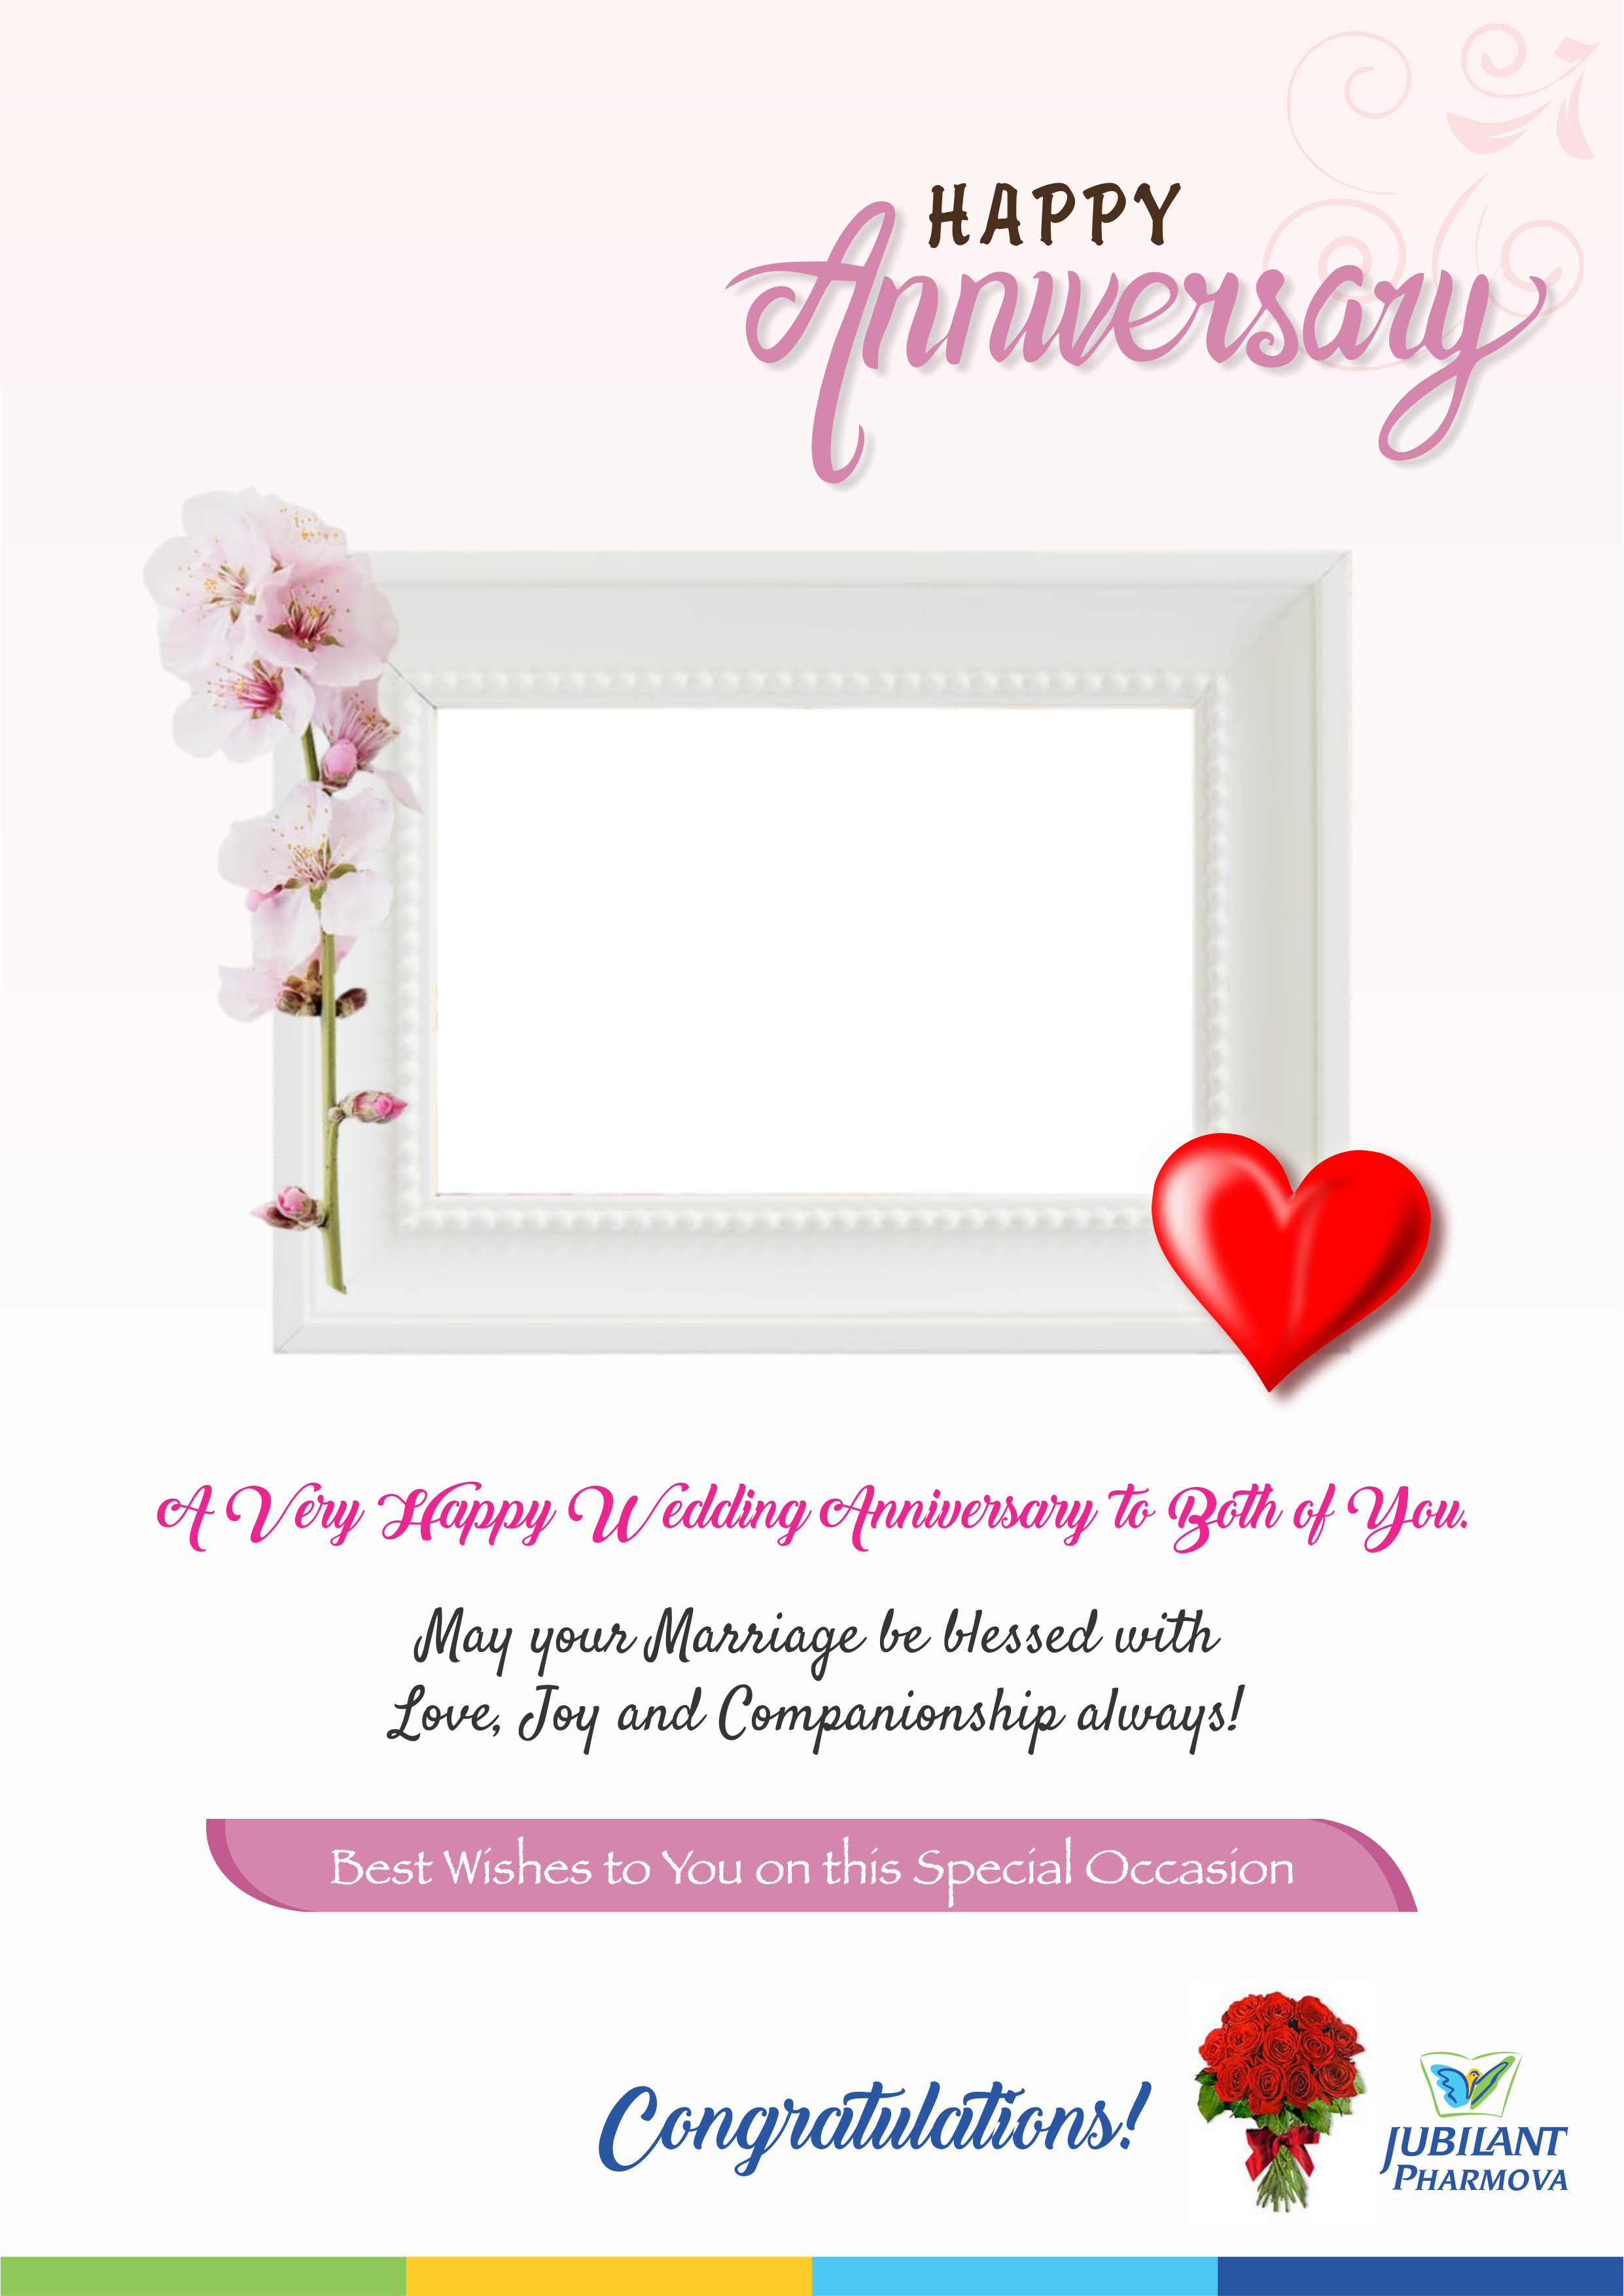 HAPPY
Anniversary
A Very Happy Wedding Anniversary to Both of You.
May your Marriage be blessed with
Love, Joy and Companionship always!
Best Wishes to You on this Special Occasion
Congratulations!
JUBILANT
PHARMOVA